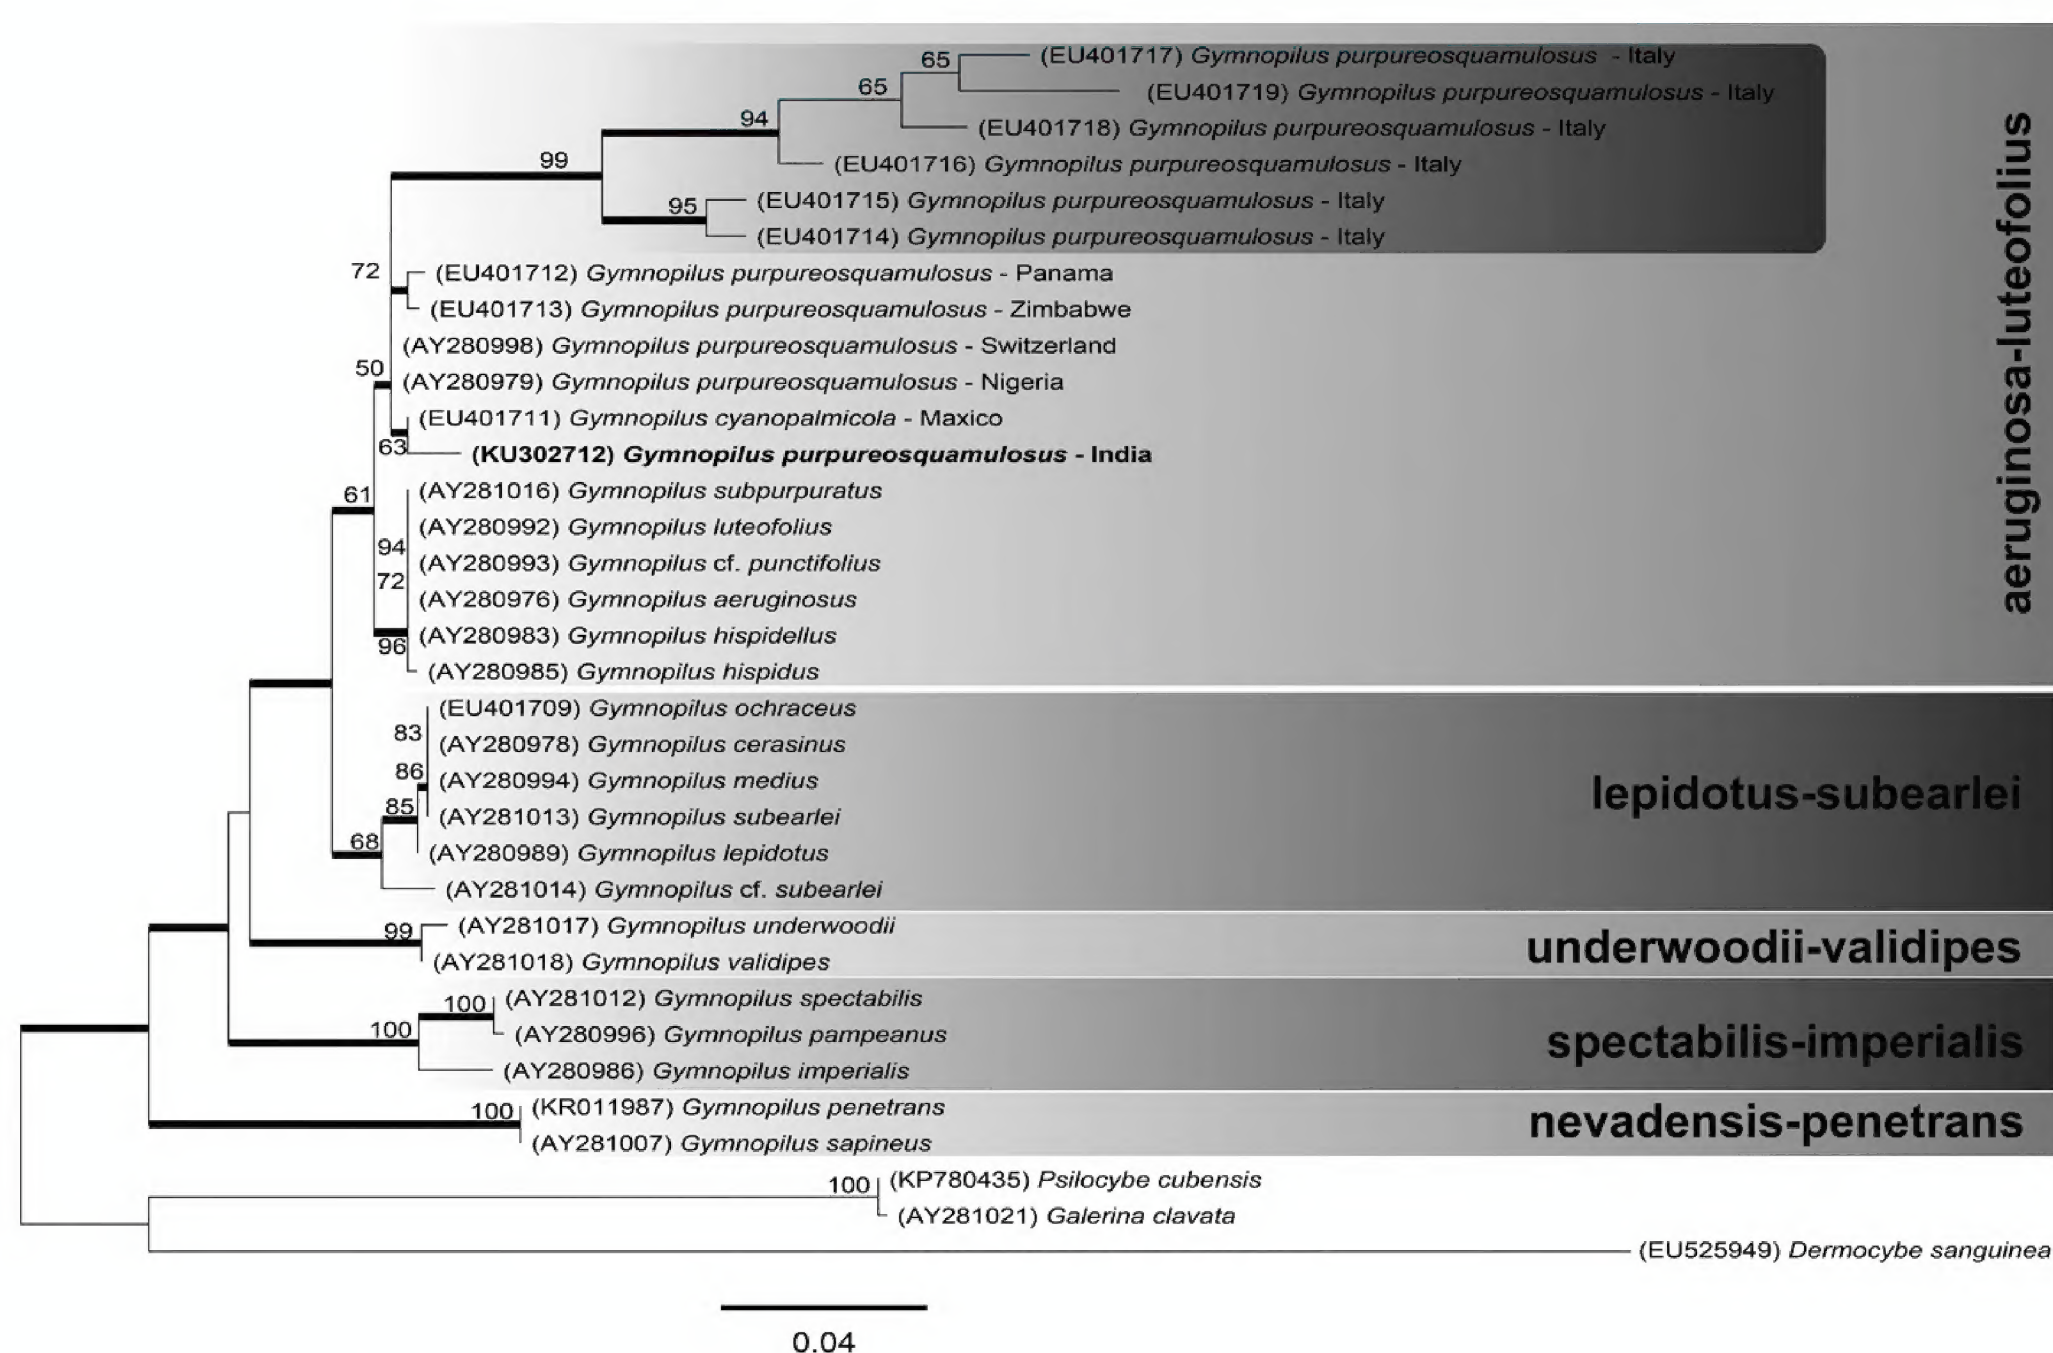 65
(EU401717) Gymnopilus purpureosquamulosus - Italy
65
(EU401719) Gymnopilus purpureosquamulosus - Italy
94
(EU401718) Gymnopilus purpureosquamulosus - Italy
99
(EU401716) Gymnopilus purpureosquamulosus - Italy
95
(EU401715) Gymnopilus purpureosquamulosus - Italy
(EU401714) Gymnopilus purpureosquamulosus - Italy
72
(EU401712) Gymnopilus purpureosquamulosus - Panama
(EU401713) Gymnopilus purpureosquamulosus - Zimbabwe
(AY280998) Gymnopilus purpureosquamulosus - Switzerland
50
(AY280979) Gymnopilus purpureosquamulosus - Nigeria
(EU401711) Gymnopilus cyanopalmicola - Maxico
63
(KU302712) Gymnopilus purpureosquamulosus - India
61
(AY281016) Gymnopilus subpurpuratus
(AY280992) Gymnopilus luteofolius
94
(AY280993) Gymnopilus cf. punctifolius
72
(AY280976) Gymnopilus aeruginosus
(AY280983) Gymnopilus hispidellus
96
(AY280985) Gymnopilus hispidus
aeruginosa-luteofolius
(EU401709) Gymnopilus ochraceus
83
(AY280978) Gymnopilus cerasinus
86
(AY280994) Gymnopilus medius
85
(AY281013) Gymnopilus subearlei
68
(AY280989) Gymnopilus lepidotus
(AY281014) Gymnopilus cf. subearlei
lepidotus-subearlei
99
(AY281017) Gymnopilus underwoodii
(AY281018) Gymnopilus validipes
underwoodii-validipes
100
(AY281012) Gymnopilus spectabilis
100
(AY280996) Gymnopilus pampeanus
(AY280986) Gymnopilus imperialis
spectabilis-imperialis
100
(KR011987) Gymnopilus penetrans
(AY281007) Gymnopilus sapineus
nevadensis-penetrans
100
(KP780435) Psilocybe cubensis
(AY281021) Galerina clavata
(EU525949) Dermocybe sanguinea
0.04